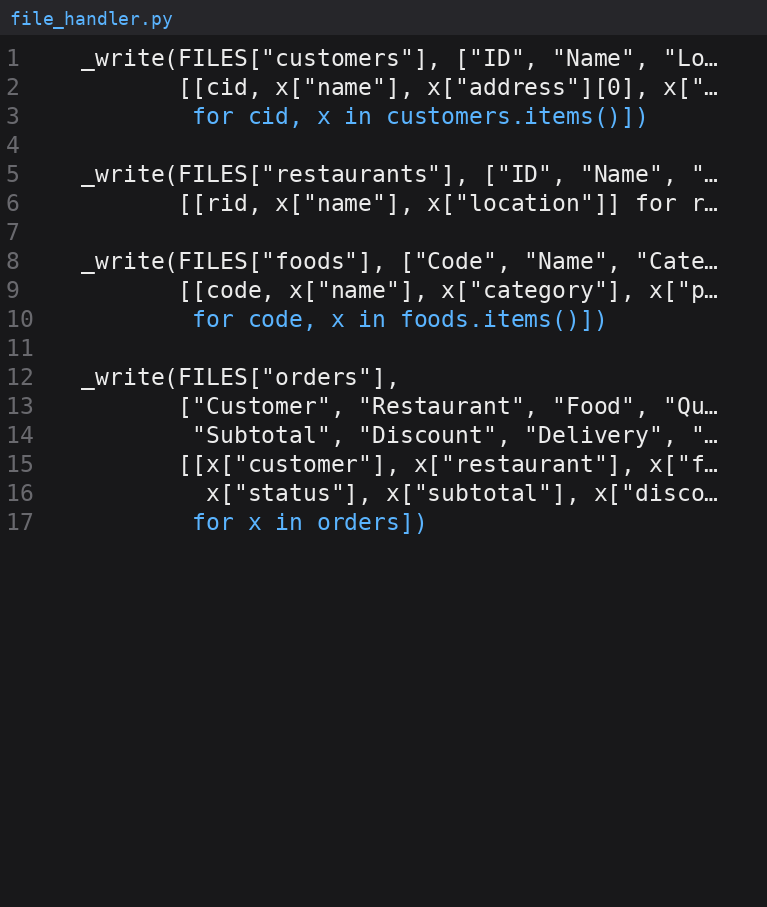 file_handler.py
1 _write(FILES["customers"], ["ID", "Name", "Lo…
2 [[cid, x["name"], x["address"][0], x["…
3 for cid, x in customers.items()])
4
5 _write(FILES["restaurants"], ["ID", "Name", "…
6 [[rid, x["name"], x["location"]] for r…
7
8 _write(FILES["foods"], ["Code", "Name", "Cate…
9 [[code, x["name"], x["category"], x["p…
10 for code, x in foods.items()])
11
12 _write(FILES["orders"],
13 ["Customer", "Restaurant", "Food", "Qu…
14 "Subtotal", "Discount", "Delivery", "…
15 [[x["customer"], x["restaurant"], x["f…
16 x["status"], x["subtotal"], x["disco…
17 for x in orders])